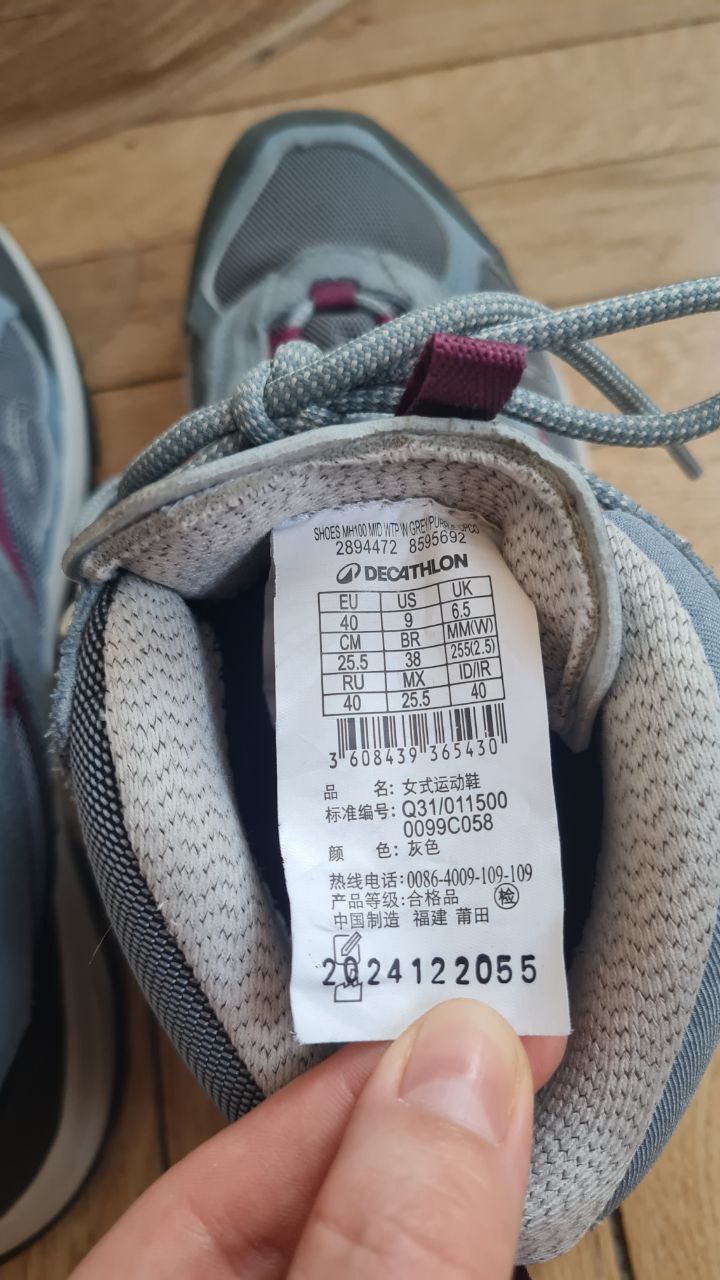 SHOES MH100 MID WTP W GREY/PURPLE OPCO
2894472 8595692
DECATHLON
EU US UK
40 9 6.5
CM BR MM(W)
25.5 38 255(2.5)
RU MX ID/IR
40 25.5 40
3 608439 365430
品 名: 女式运动鞋
标准编号: Q31/011500
0099C058
颜 色: 灰色
热线电话:0086-4009-109-109
产品等级:合格品 检
中国制造 福建 莆田
20241222055